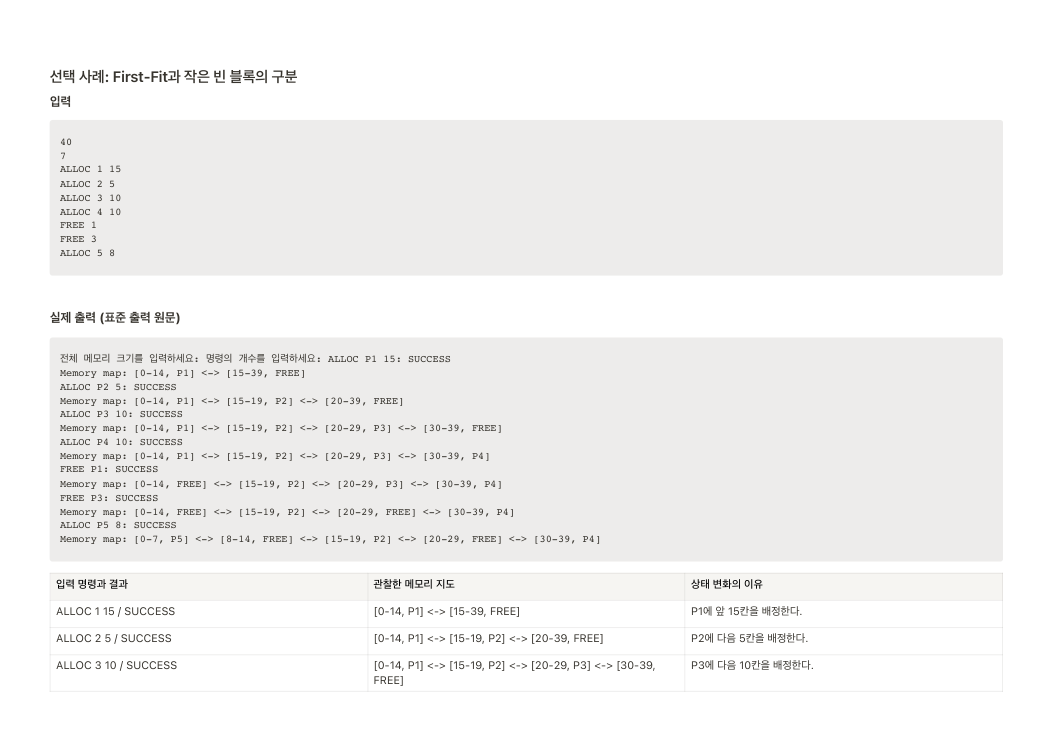 선택 사례: First-Fit과 작은 빈 블록의 구분
입력
40
7
ALLOC 1 15
ALLOC 2 5
ALLOC 3 10
ALLOC 4 10
FREE 1
FREE 3
ALLOC 5 8
실제 출력 (표준 출력 원문)
전체 메모리 크기를 입력하세요: 명령의 개수를 입력하세요: ALLOC P1 15: SUCCESS
Memory map: [0-14, P1] <-> [15-39, FREE]
ALLOC P2 5: SUCCESS
Memory map: [0-14, P1] <-> [15-19, P2] <-> [20-39, FREE]
ALLOC P3 10: SUCCESS
Memory map: [0-14, P1] <-> [15-19, P2] <-> [20-29, P3] <-> [30-39, FREE]
ALLOC P4 10: SUCCESS
Memory map: [0-14, P1] <-> [15-19, P2] <-> [20-29, P3] <-> [30-39, P4]
FREE P1: SUCCESS
Memory map: [0-14, FREE] <-> [15-19, P2] <-> [20-29, P3] <-> [30-39, P4]
FREE P3: SUCCESS
Memory map: [0-14, FREE] <-> [15-19, P2] <-> [20-29, FREE] <-> [30-39, P4]
ALLOC P5 8: SUCCESS
Memory map: [0-7, P5] <-> [8-14, FREE] <-> [15-19, P2] <-> [20-29, FREE] <-> [30-39, P4]
입력 명령과 결과 관찰한 메모리 지도 상태 변화의 이유
ALLOC 1 15 / SUCCESS [0-14, P1] <-> [15-39, FREE] P1에 앞 15칸을 배정한다.
ALLOC 2 5 / SUCCESS [0-14, P1] <-> [15-19, P2] <-> [20-39, FREE] P2에 다음 5칸을 배정한다.
ALLOC 3 10 / SUCCESS [0-14, P1] <-> [15-19, P2] <-> [20-29, P3] <-> [30-39, P3에 다음 10칸을 배정한다.
FREE]